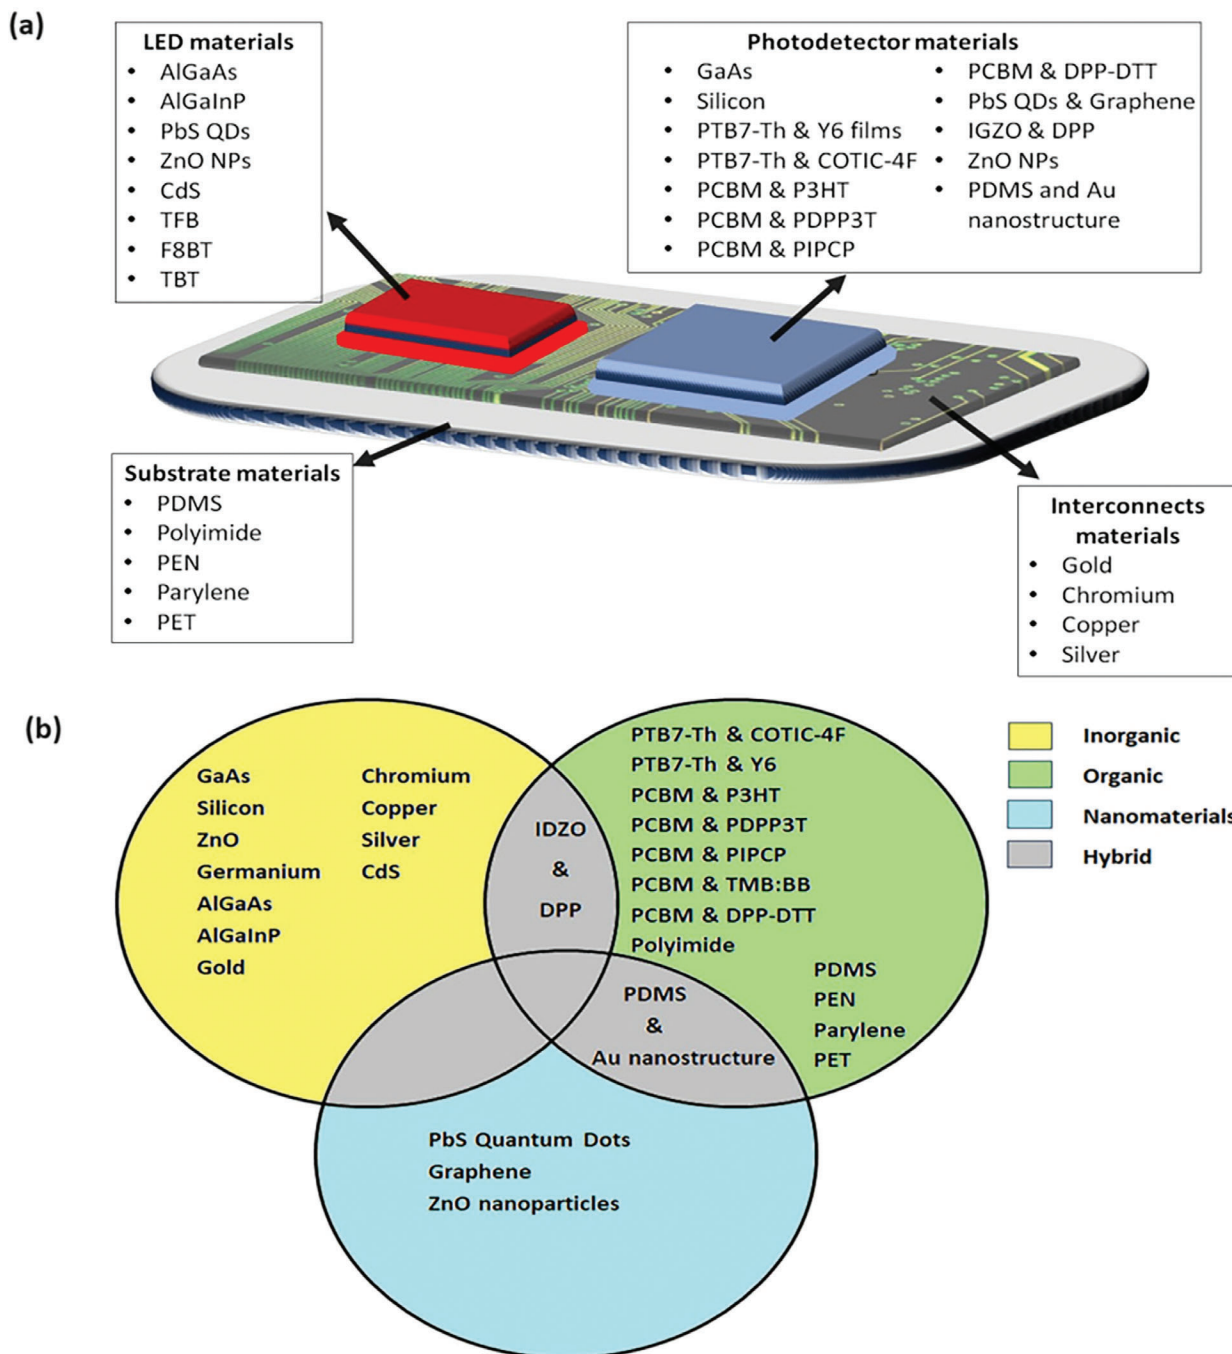 (a)
LED materials
• AlGaAs
• AlGaInP
• PbS QDs
• ZnO NPs
• CdS
• TFB
• F8BT
• TBT
Photodetector materials
• GaAs
• Silicon
• PTB7-Th & Y6 films
• PTB7-Th & COTIC-4F
• PCBM & P3HT
• PCBM & PDPP3T
• PCBM & PIPCP
• PCBM & DPP-DTT
• PbS QDs & Graphene
• IGZO & DPP
• ZnO NPs
• PDMS and Au
nanostructure
Substrate materials
• PDMS
• Polyimide
• PEN
• Parylene
• PET
Interconnects
materials
• Gold
• Chromium
• Copper
• Silver
(b)
GaAs
Silicon
ZnO
Germanium
AlGaAs
AlGaInP
Gold
Chromium
Copper
Silver
CdS
IDZO
&
DPP
PTB7-Th & COTIC-4F
PTB7-Th & Y6
PCBM & P3HT
PCBM & PDPP3T
PCBM & PIPCP
PCBM & TMB:BB
PCBM & DPP-DTT
Polyimide
PDMS
PEN
Parylene
PET
PDMS
&
Au nanostructure
PbS Quantum Dots
Graphene
ZnO nanoparticles
Inorganic
Organic
Nanomaterials
Hybrid